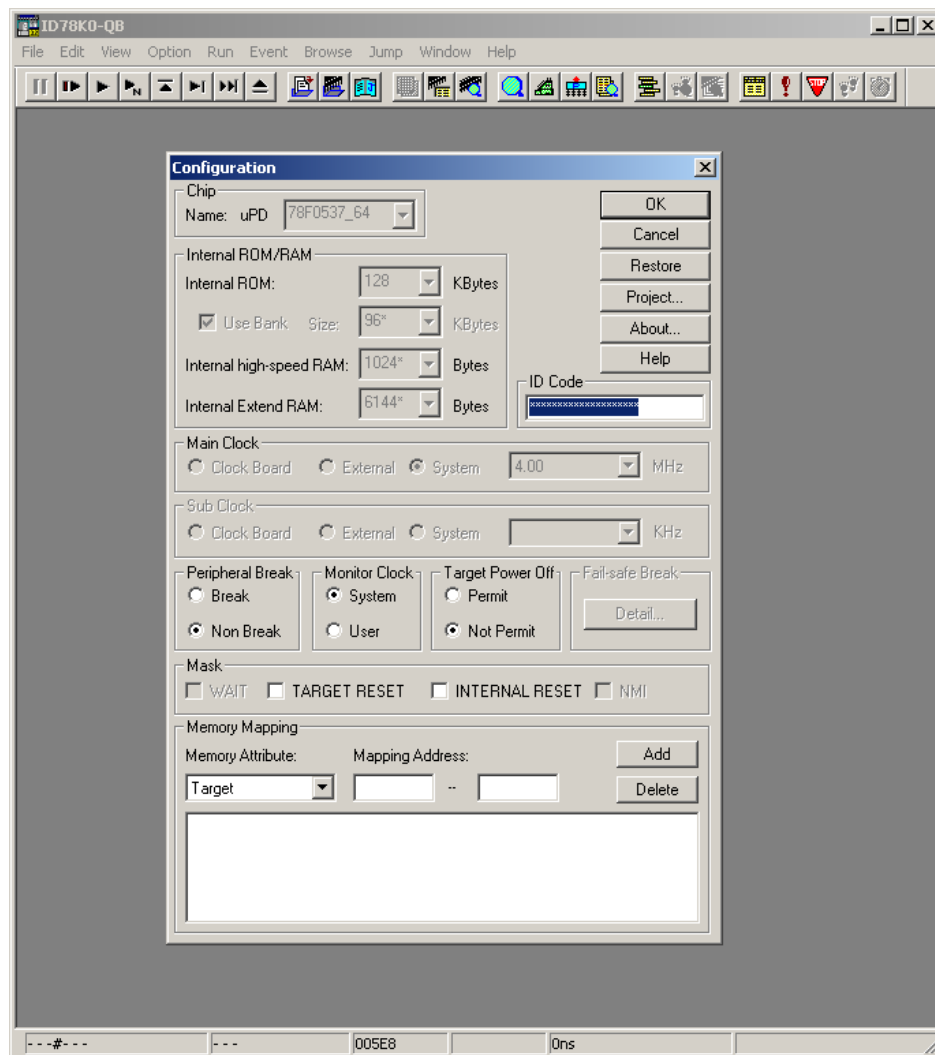 ID78K0-QB
File Edit View Option Run Event Browse Jump Window Help
Configuration
Chip
Name: uPD 78F0537_64
OK
Cancel
Restore
Project...
About...
Help
Internal ROM/RAM
Internal ROM: 128 KBytes
Use Bank Size: 96* KBytes
Internal high-speed RAM: 1024* Bytes
Internal Extend RAM: 6144* Bytes
ID Code
********************
Main Clock
Clock Board External System 4.00 MHz
Sub Clock
Clock Board External System KHz
Peripheral Break
Break
Non Break
Monitor Clock
System
User
Target Power Off
Permit
Not Permit
Fail-safe Break
Detail...
Mask
WAIT TARGET RESET INTERNAL RESET NMI
Memory Mapping
Memory Attribute: Mapping Address:
Add
Target --
Delete
---#--- --- 005E8 0ns